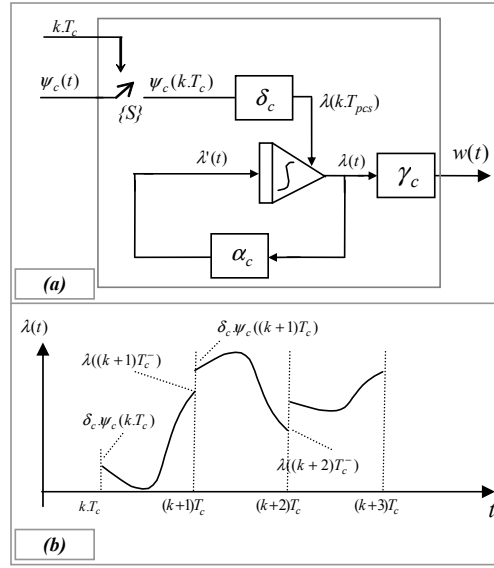 k.T_c
ψ_c(t)
{S}
ψ_c(k.T_c)
δ_c
λ(k.T_pcs)
λ'(t)
∫
λ(t)
γ_c
w(t)
α_c
(a)
λ(t)
δ_c.ψ_c((k+1)T_c)
λ((k+1)T_c^-)
δ_c.ψ_c(k.T_c)
λ((k+2)T_c^-)
k.T_c
(k+1)T_c
(k+2)T_c
(k+3)T_c
t
(b)